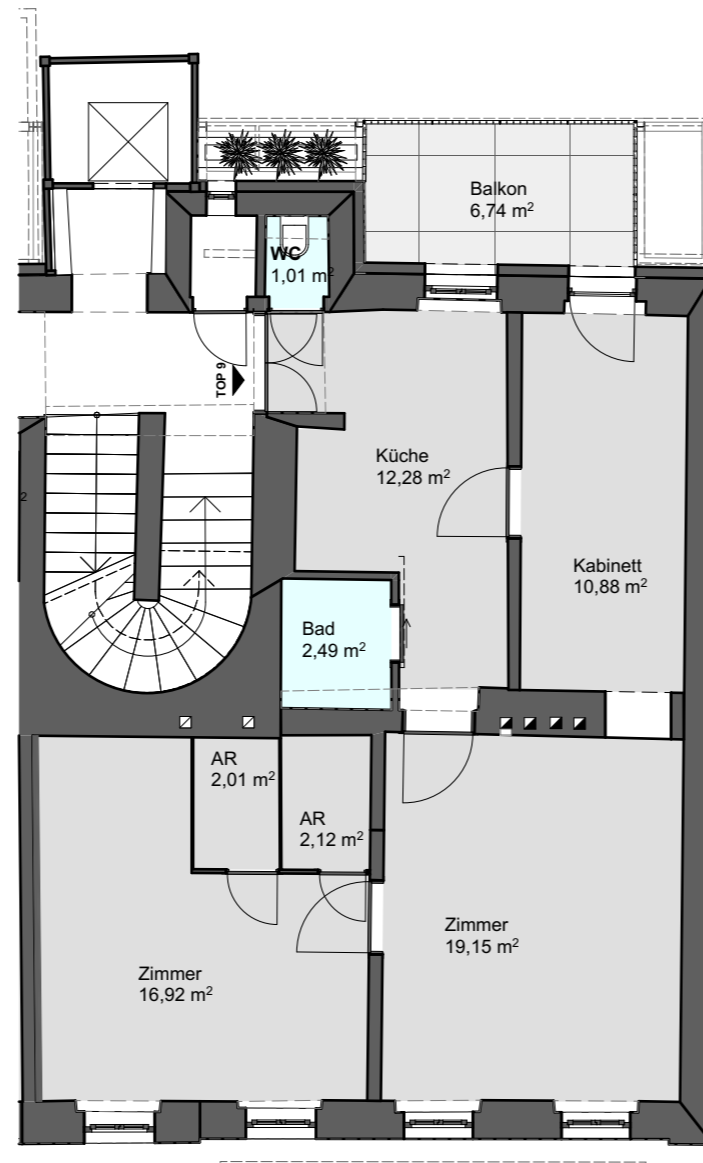 Balkon
6,74 m²
WC
1,01 m²
TOP 9
Küche
12,28 m²
2
Kabinett
10,88 m²
Bad
2,49 m²
AR
2,01 m²
AR
2,12 m²
Zimmer
19,15 m²
Zimmer
16,92 m²